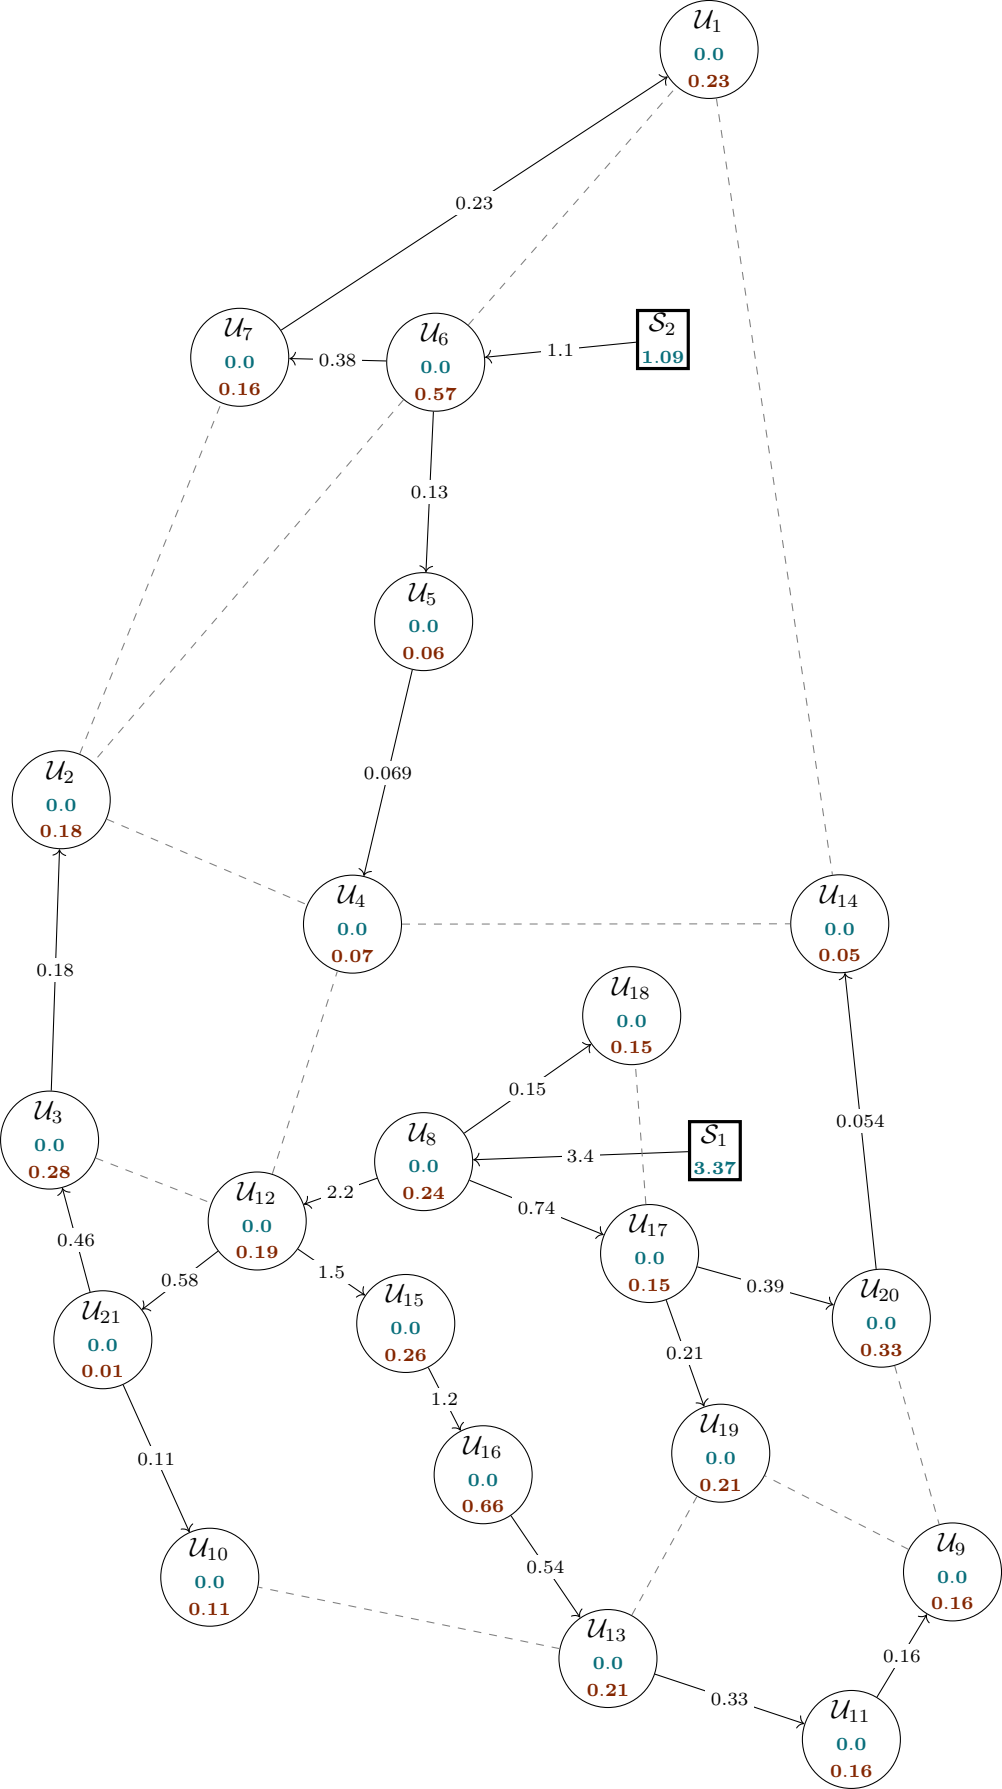 𝒰₁
0.0
0.23
0.23
𝒰₇
0.0
0.16
0.38
𝒰₆
0.0
0.57
1.1
𝒮₂
1.09
0.13
𝒰₅
0.0
0.06
0.069
𝒰₂
0.0
0.18
𝒰₄
0.0
0.07
𝒰₁₄
0.0
0.05
0.18
𝒰₁₈
0.0
0.15
0.15
0.054
𝒰₃
0.0
0.28
𝒰₈
0.0
0.24
3.4
𝒮₁
3.37
𝒰₁₂
0.0
0.19
2.2
0.74
𝒰₁₇
0.0
0.15
0.46
0.58
1.5
0.39
𝒰₂₁
0.0
0.01
𝒰₁₅
0.0
0.26
𝒰₂₀
0.0
0.33
0.21
1.2
0.11
𝒰₁₆
0.0
0.66
𝒰₁₉
0.0
0.21
𝒰₁₀
0.0
0.11
0.54
𝒰₉
0.0
0.16
𝒰₁₃
0.0
0.21
0.33
0.16
𝒰₁₁
0.0
0.16